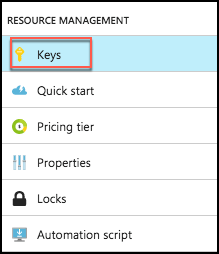 RESOURCE MANAGEMENT
Keys
Quick start
Pricing tier
Properties
Locks
Automation script